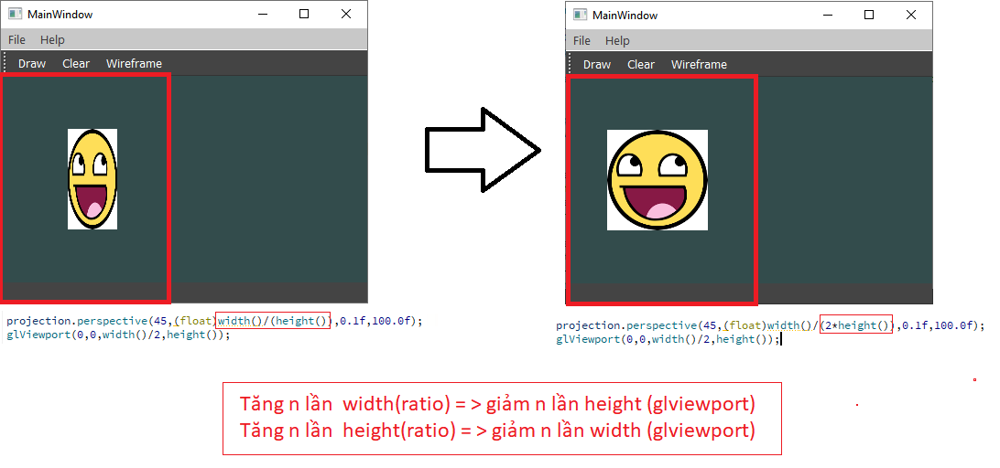 MainWindow
File Help
Draw Clear Wireframe
projection.perspective(45,(float)width()/(height()),0.1f,100.0f);
glViewport(0,0,width()/2,height());
MainWindow
File Help
Draw Clear Wireframe
projection.perspective(45,(float)width()/(2*height()),0.1f,100.0f);
glViewport(0,0,width()/2,height());
Tăng n lần width(ratio) = > giảm n lần height (glviewport)
Tăng n lần height(ratio) = > giảm n lần width (glviewport)